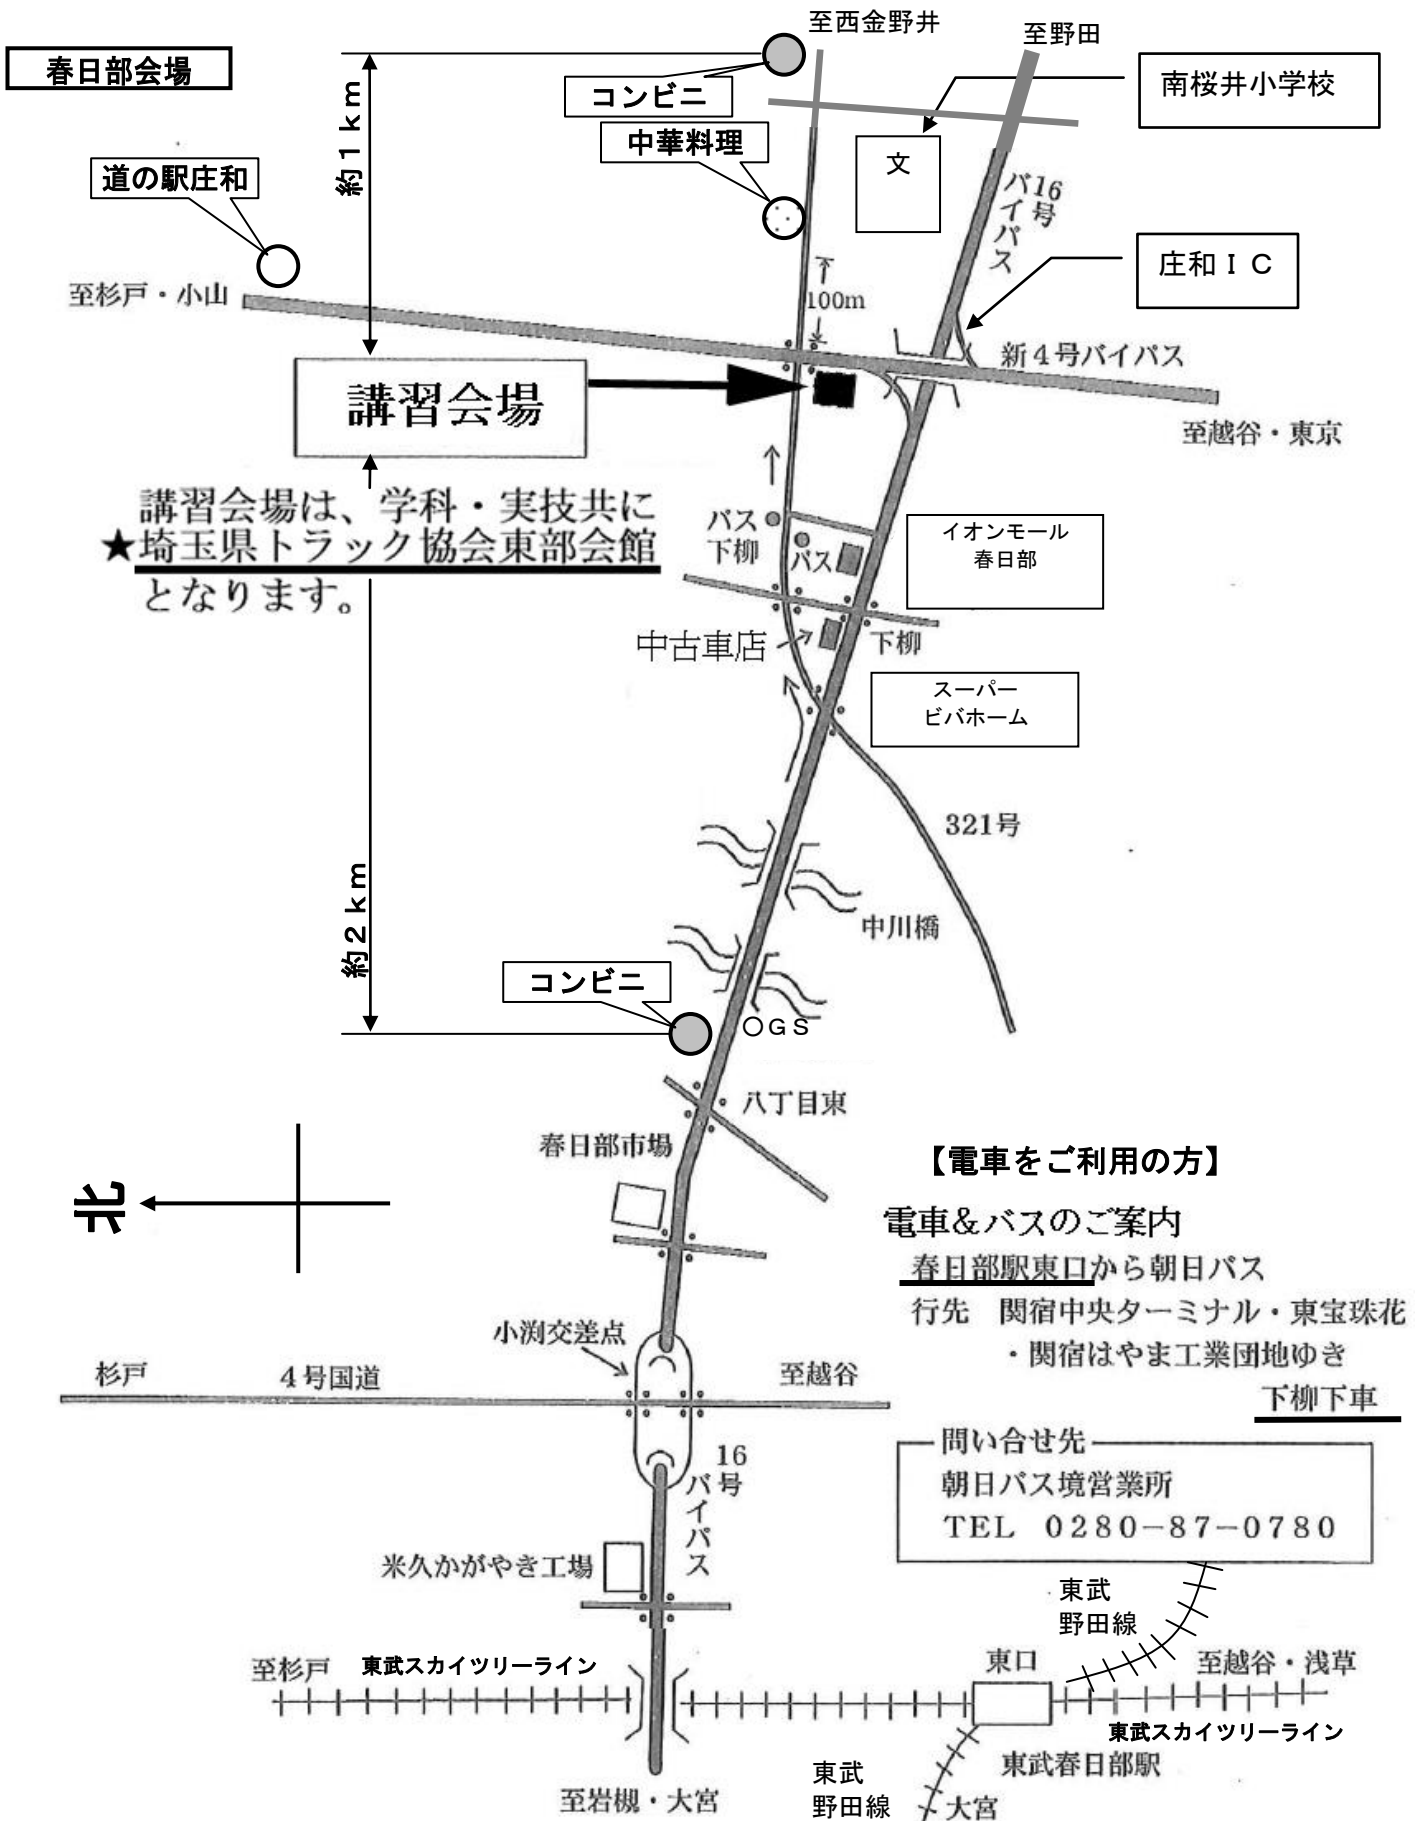 至西金野井
至野田
春日部会場
南桜井小学校
コンビニ
約1km
中華料理
文
道の駅庄和
16号
バイパス
庄和IC
至杉戸・小山
100m
新4号バイパス
講習会場
至越谷・東京
講習会場は、学科・実技共に
★埼玉県トラック協会東部会館
となります。
バス
下柳
バス
イオンモール
春日部
中古車店
下柳
スーパー
ビバホーム
321号
約2km
中川橋
コンビニ
GS
八丁目東
春日部市場
北
【電車をご利用の方】
電車&バスのご案内
春日部駅東口から朝日バス
行先 関宿中央ターミナル・東宝珠花
・関宿はやま工業団地ゆき
下柳下車
小渕交差点
杉戸
4号国道
至越谷
問い合せ先
朝日バス境営業所
TEL 0280-87-0780
16号
バイパス
米久かがやき工場
東武
野田線
至杉戸
東武スカイツリーライン
東口
至越谷・浅草
東武スカイツリーライン
東武春日部駅
東武
野田線
大宮
至岩槻・大宮